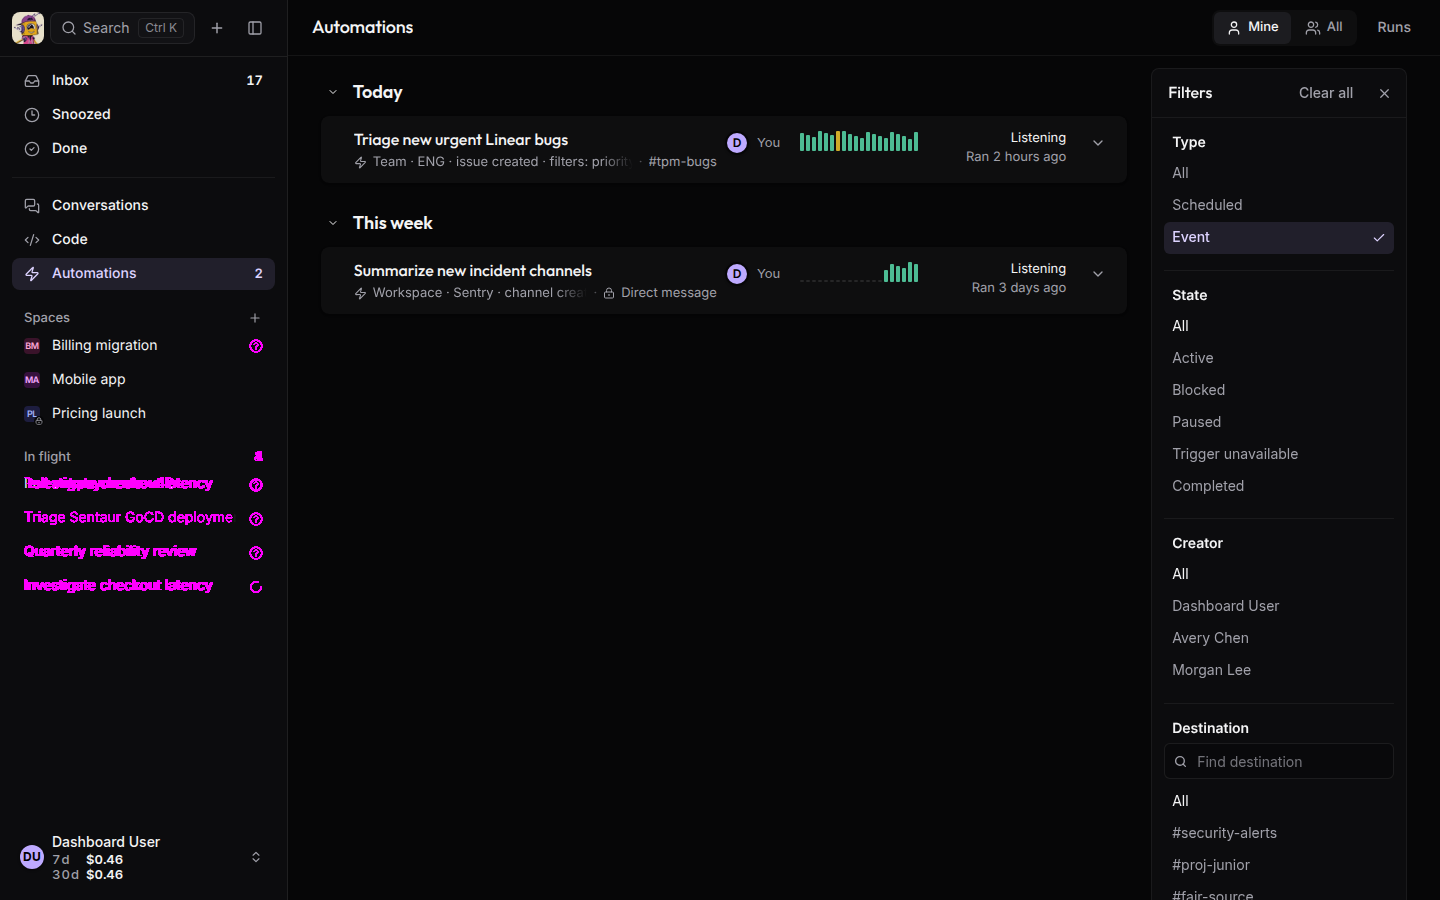 Search Ctrl K
Inbox 17
Snoozed
Done
Conversations
Code
Automations 2
Spaces
BM Billing migration
MA Mobile app
PL Pricing launch
In flight
Triage Sentaur GoCD deployme
Quarterly reliability review
Investigate checkout latency
DU Dashboard User
7d $0.46
30d $0.46
Automations
Mine All Runs
Today
Triage new urgent Linear bugs
Team · ENG · issue created · filters: priorit · #tpm-bugs
D You
Listening
Ran 2 hours ago
This week
Summarize new incident channels
Workspace · Sentry · channel crea · Direct message
D You
Listening
Ran 3 days ago
Filters Clear all
Type
All
Scheduled
Event
State
All
Active
Blocked
Paused
Trigger unavailable
Completed
Creator
All
Dashboard User
Avery Chen
Morgan Lee
Destination
Find destination
All
#security-alerts
#proj-junior
#fair-source